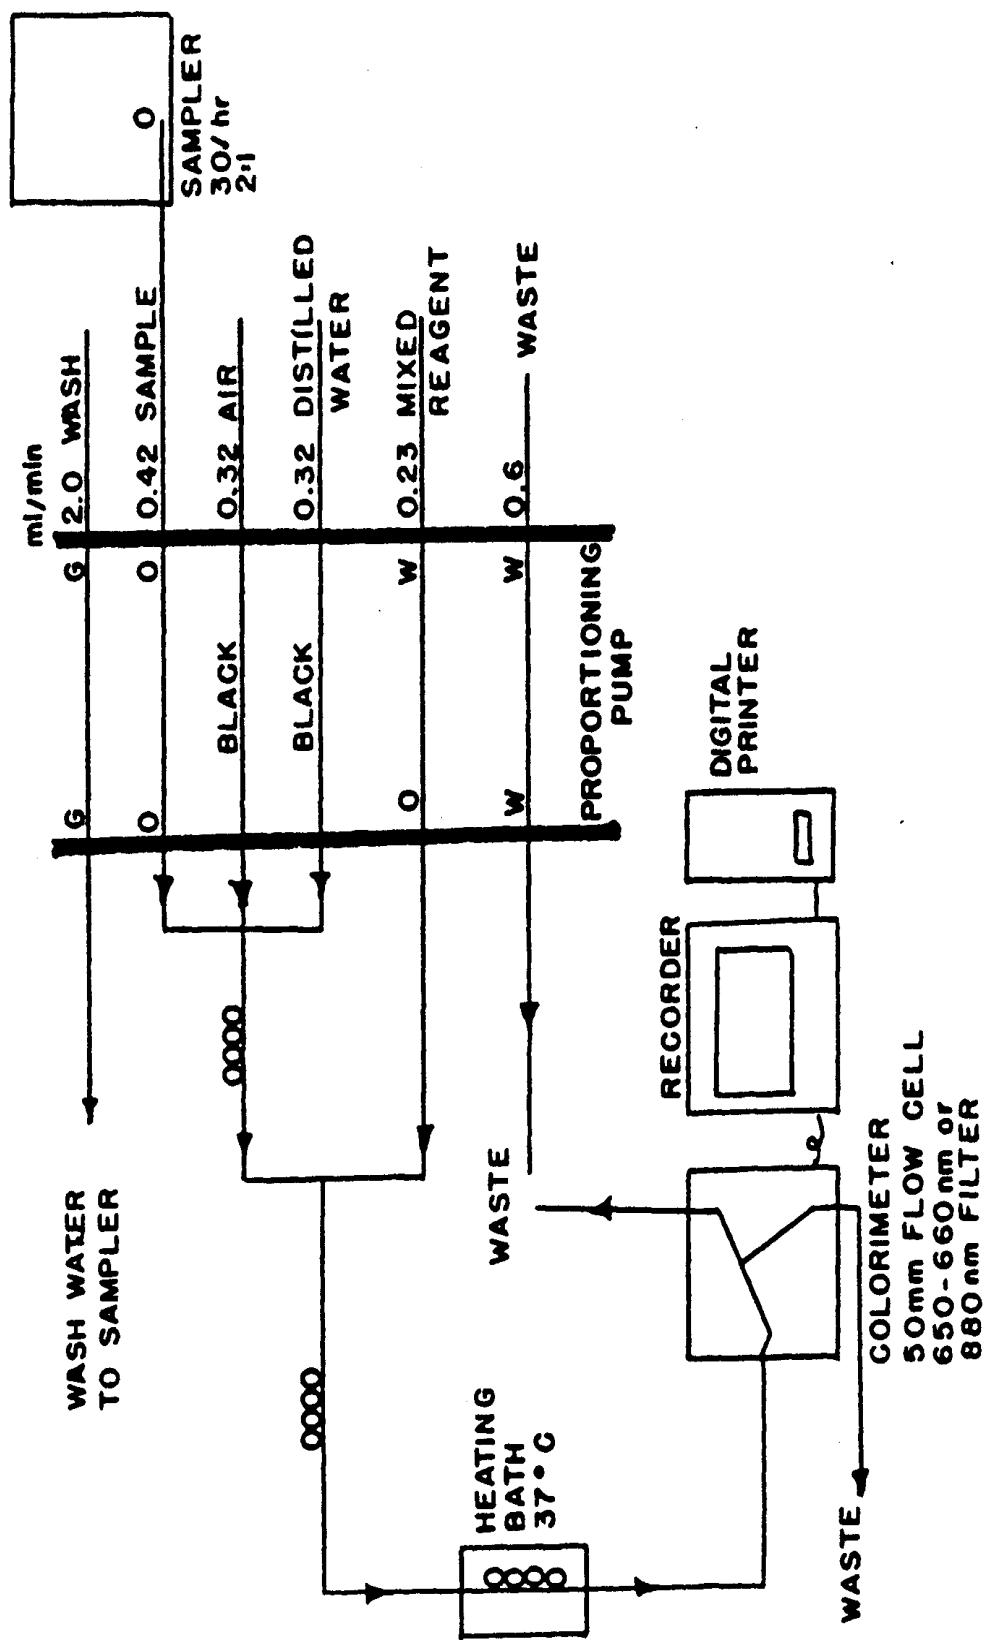 SAMPLER
30/hr
2:1
ml/min
G
G
2.0 WASH
O
O
0.42 SAMPLE
BLACK
0.32 AIR
BLACK
0.32 DISTILLED
WATER
O
W
0.23 MIXED
REAGENT
W
W
0.6
WASTE
PROPORTIONING
PUMP
WASH WATER
TO SAMPLER
WASTE
HEATING
BATH
37°C
WASTE
COLORIMETER
50mm FLOW CELL
650-660nm or
880nm FILTER
RECORDER
DIGITAL
PRINTER